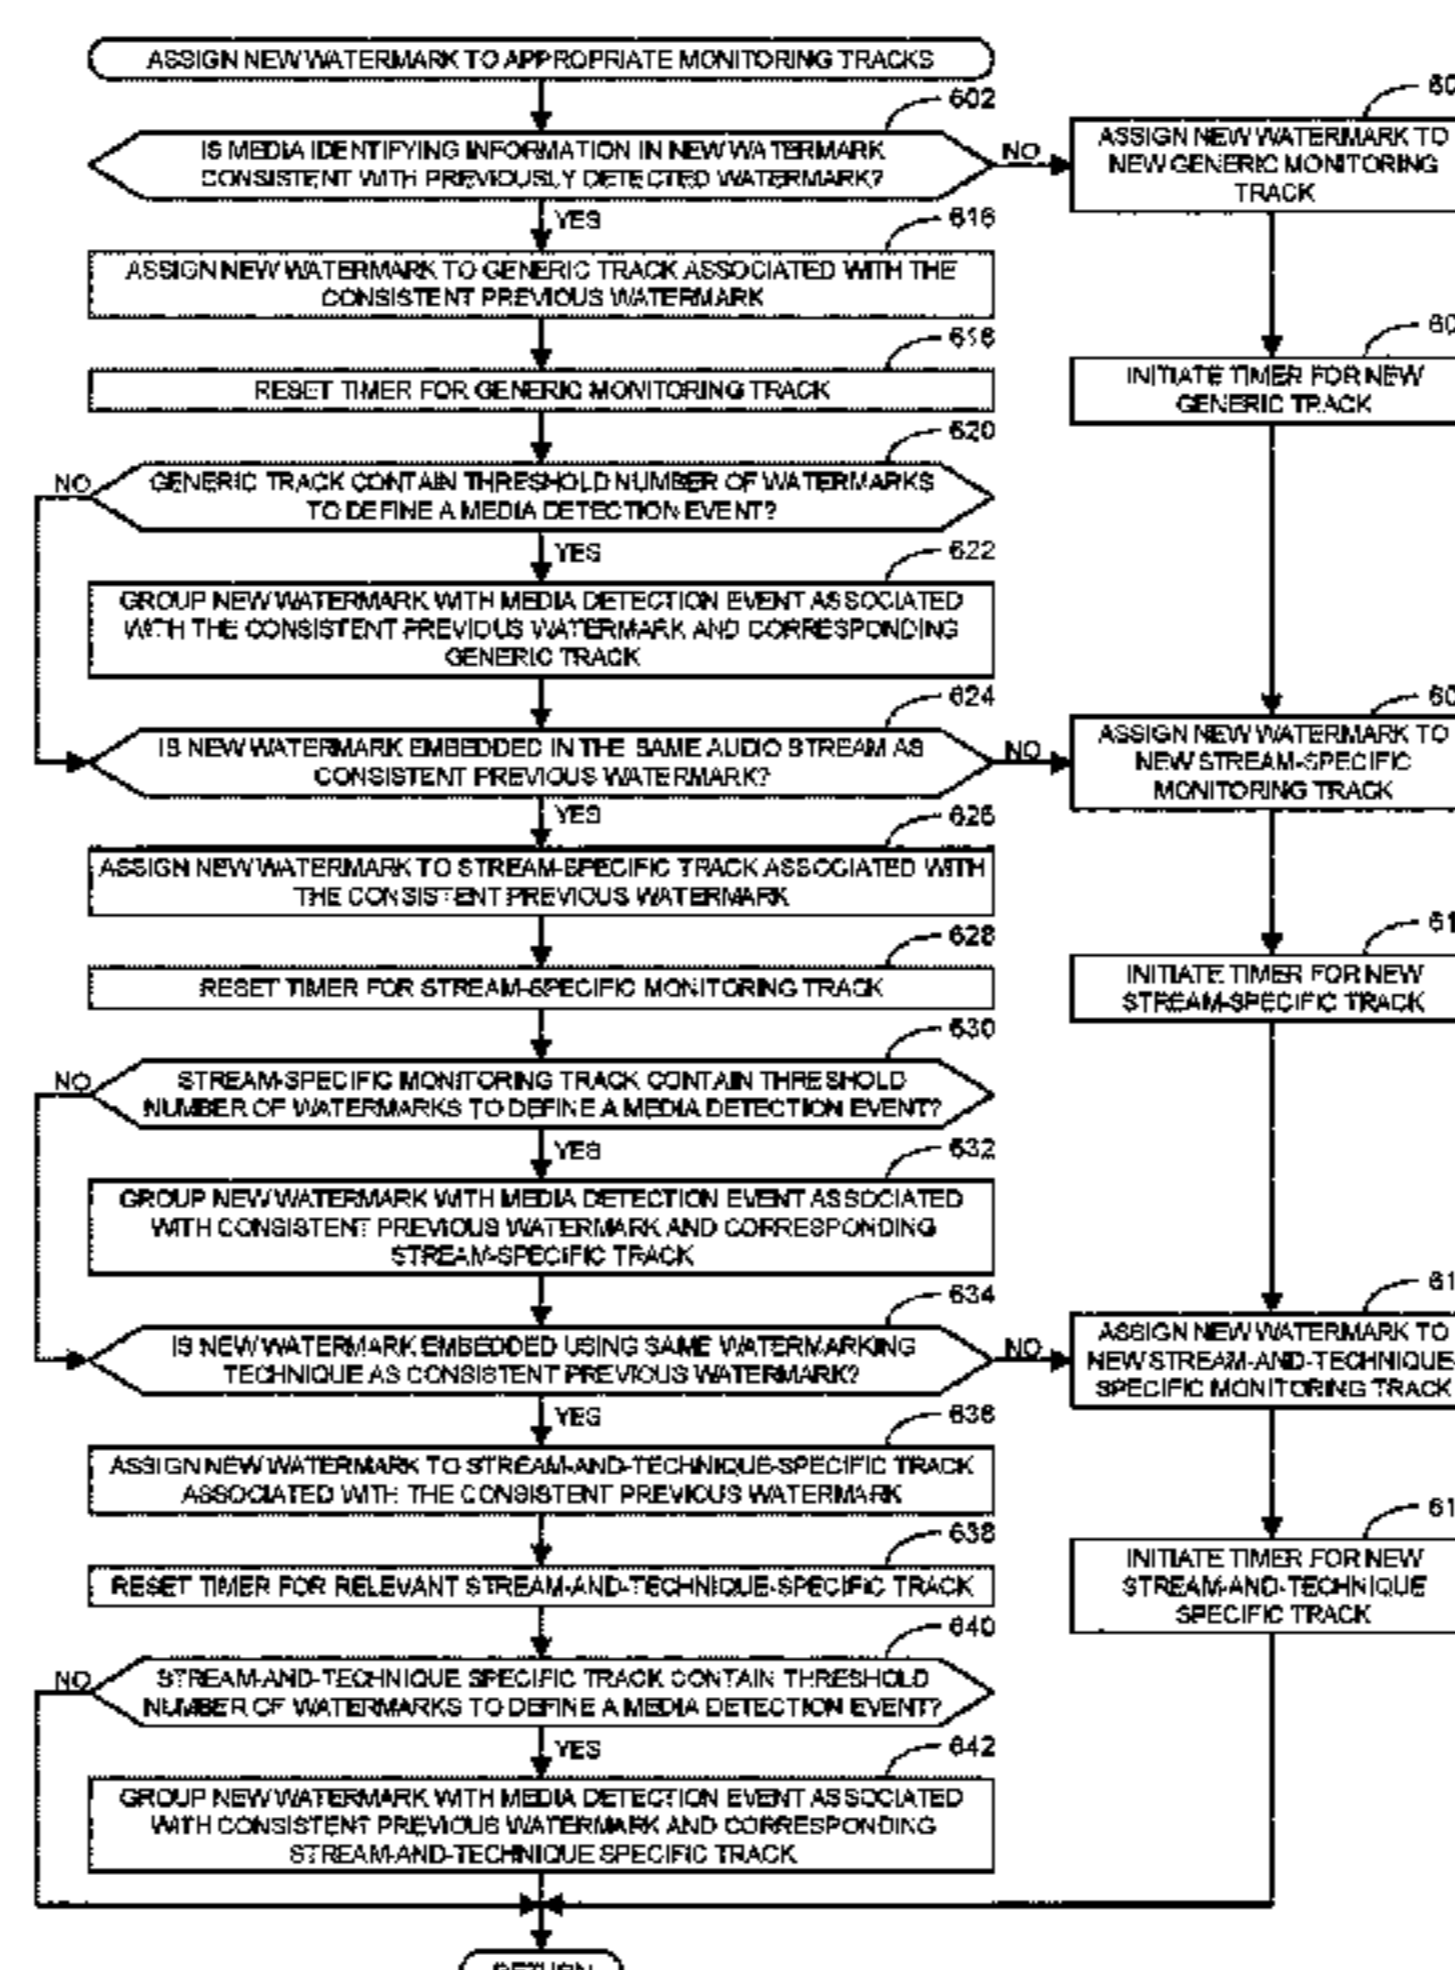 ASSIGN NEW WATERMARK TO APPROPRIATE MONITORING TRACKS
602
IS MEDIA IDENTIFYING INFORMATION IN NEW WATERMARK
CONSISTENT WITH PREVIOUSLY DETECTED WATERMARK?
NO
60
ASSIGN NEW WATERMARK TO
NEW GENERIC MONITORING
TRACK
YES
616
ASSIGN NEW WATERMARK TO GENERIC TRACK ASSOCIATED WITH THE
CONSISTENT PREVIOUS WATERMARK
618
RESET TIMER FOR GENERIC MONITORING TRACK
60
INITIATE TIMER FOR NEW
GENERIC TRACK
620
GENERIC TRACK CONTAIN THRESHOLD NUMBER OF WATERMARKS
TO DEFINE A MEDIA DETECTION EVENT?
NO
YES
622
GROUP NEW WATERMARK WITH MEDIA DETECTION EVENT ASSOCIATED
WITH THE CONSISTENT PREVIOUS WATERMARK AND CORRESPONDING
GENERIC TRACK
624
IS NEW WATERMARK EMBEDDED IN THE SAME AUDIO STREAM AS
CONSISTENT PREVIOUS WATERMARK?
NO
60
ASSIGN NEW WATERMARK TO
NEW STREAM-SPECIFIC
MONITORING TRACK
YES
626
ASSIGN NEW WATERMARK TO STREAM-SPECIFIC TRACK ASSOCIATED WITH
THE CONSISTENT PREVIOUS WATERMARK
628
RESET TIMER FOR STREAM-SPECIFIC MONITORING TRACK
61
INITIATE TIMER FOR NEW
STREAM-SPECIFIC TRACK
630
STREAM-SPECIFIC MONITORING TRACK CONTAIN THRESHOLD
NUMBER OF WATERMARKS TO DEFINE A MEDIA DETECTION EVENT?
NO
YES
632
GROUP NEW WATERMARK WITH MEDIA DETECTION EVENT ASSOCIATED
WITH CONSISTENT PREVIOUS WATERMARK AND CORRESPONDING
STREAM-SPECIFIC TRACK
634
IS NEW WATERMARK EMBEDDED USING SAME WATERMARKING
TECHNIQUE AS CONSISTENT PREVIOUS WATERMARK?
NO
61
ASSIGN NEW WATERMARK TO
NEW STREAM-AND-TECHNIQUE-
SPECIFIC MONITORING TRACK
YES
636
ASSIGN NEW WATERMARK TO STREAM-AND-TECHNIQUE-SPECIFIC TRACK
ASSOCIATED WITH THE CONSISTENT PREVIOUS WATERMARK
638
RESET TIMER FOR RELEVANT STREAM-AND-TECHNIQUE-SPECIFIC TRACK
61
INITIATE TIMER FOR NEW
STREAM-AND-TECHNIQUE
SPECIFIC TRACK
640
STREAM-AND-TECHNIQUE SPECIFIC TRACK CONTAIN THRESHOLD
NUMBER OF WATERMARKS TO DEFINE A MEDIA DETECTION EVENT?
NO
YES
642
GROUP NEW WATERMARK WITH MEDIA DETECTION EVENT ASSOCIATED
WITH CONSISTENT PREVIOUS WATERMARK AND CORRESPONDING
STREAM-AND-TECHNIQUE SPECIFIC TRACK
RETURN